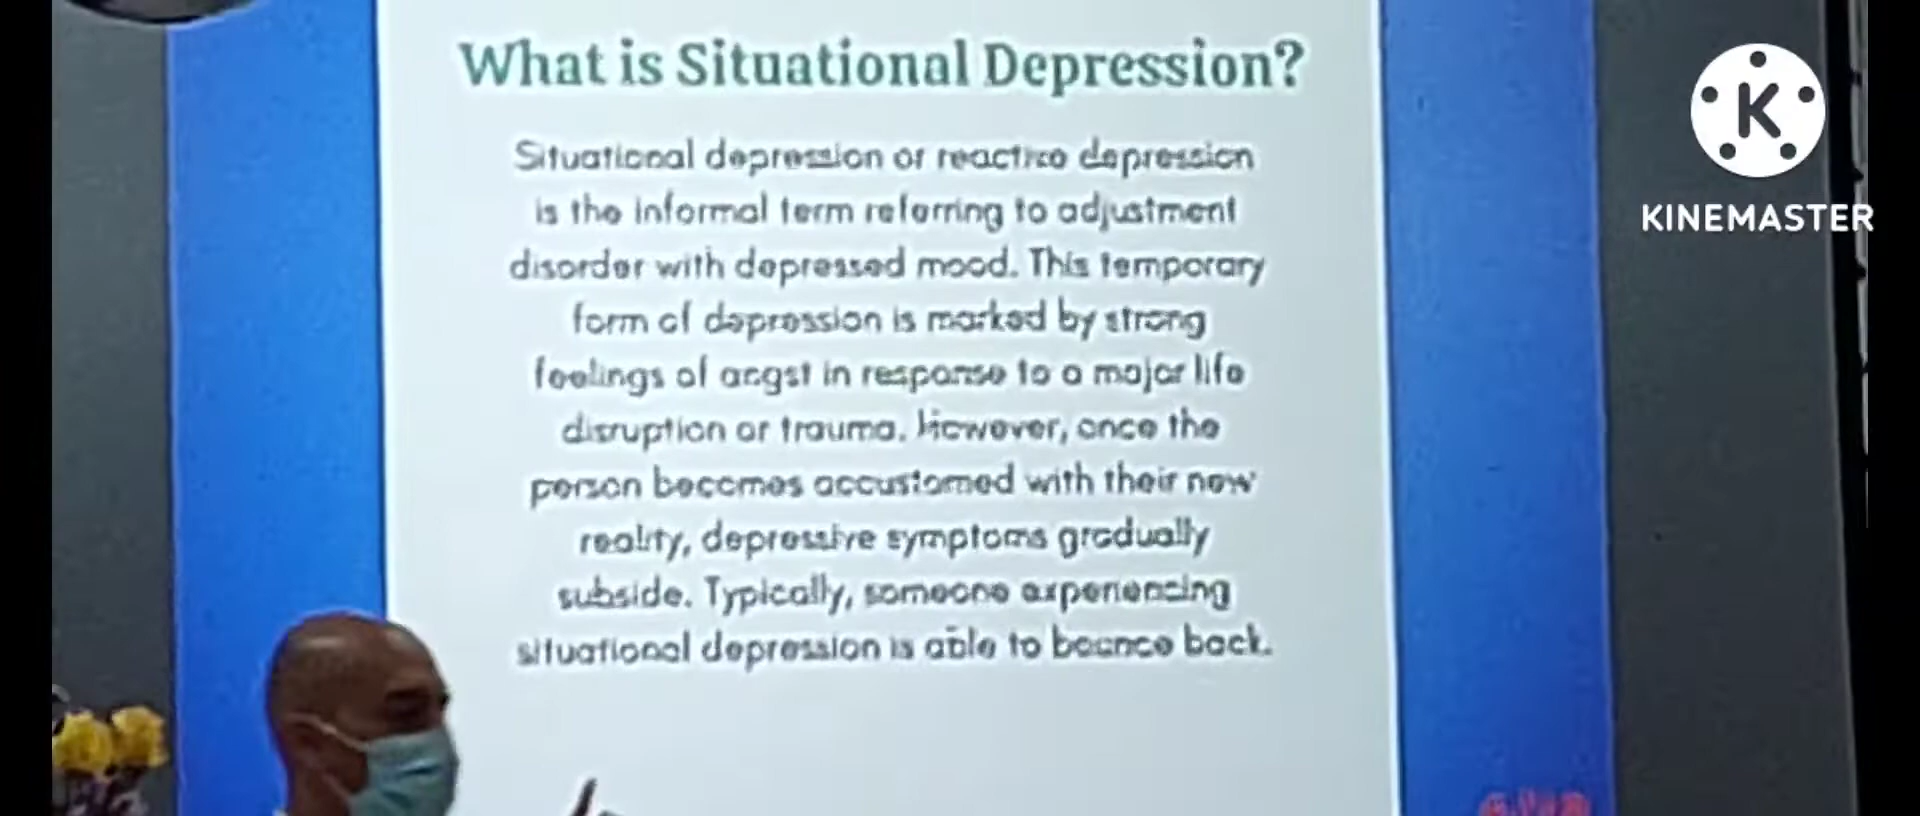 What is Situational Depression?
Situational depression or reactive depression
is the informal term referring to adjustment
disorder with depressed mood. This temporary
form of depression is marked by strong
feelings of angst in response to a major life
disruption or trauma. However, once the
person becomes accustomed with their new
reality, depressive symptoms gradually
subside. Typically, someone experiencing
situational depression is able to bounce back.
K
KINEMASTER